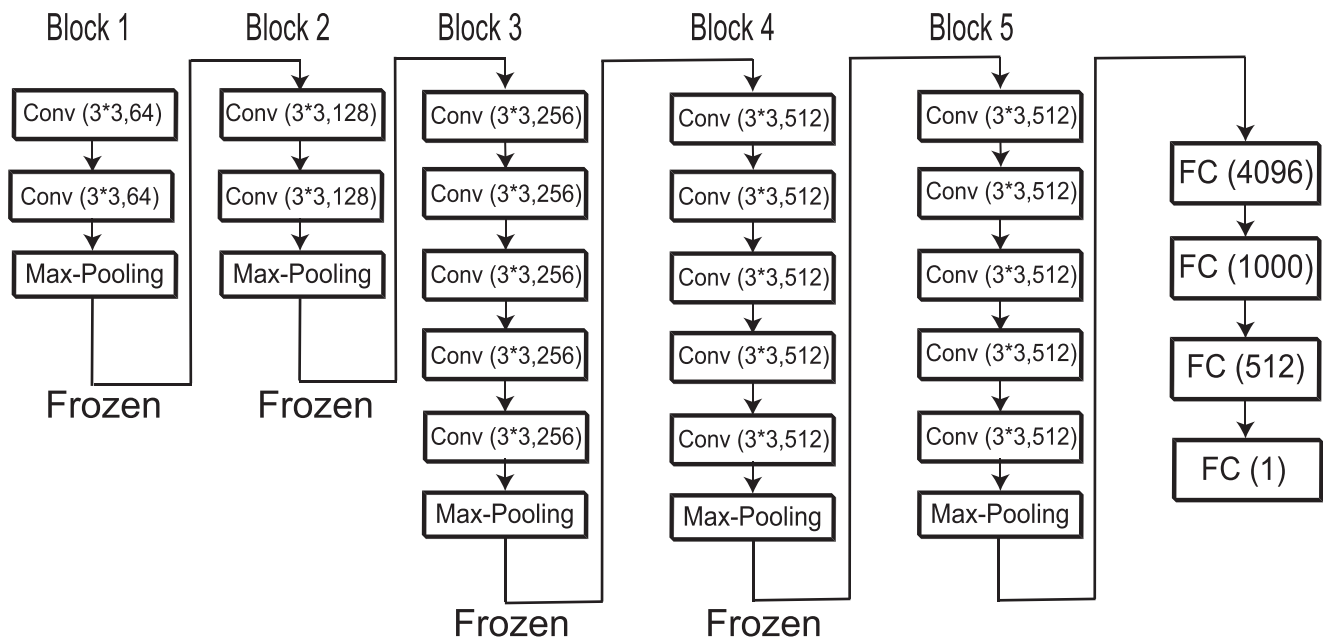 Block 1
Conv (3*3,64)
Conv (3*3,64)
Max-Pooling
Frozen
Block 2
Conv (3*3,128)
Conv (3*3,128)
Max-Pooling
Frozen
Block 3
Conv (3*3,256)
Conv (3*3,256)
Conv (3*3,256)
Conv (3*3,256)
Conv (3*3,256)
Max-Pooling
Frozen
Block 4
Conv (3*3,512)
Conv (3*3,512)
Conv (3*3,512)
Conv (3*3,512)
Conv (3*3,512)
Max-Pooling
Frozen
Block 5
Conv (3*3,512)
Conv (3*3,512)
Conv (3*3,512)
Conv (3*3,512)
Conv (3*3,512)
Max-Pooling
FC (4096)
FC (1000)
FC (512)
FC (1)